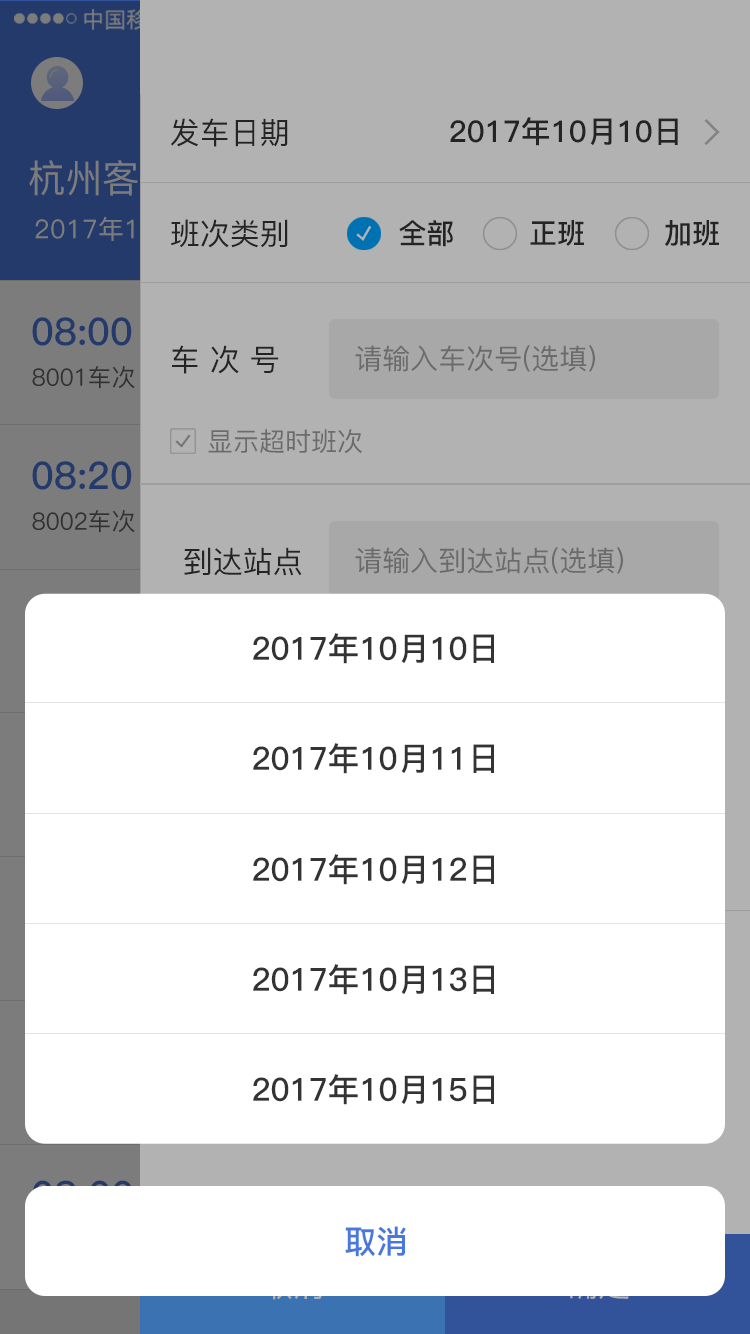 中国移
杭州客
2017年1
08:00
8001车次
08:20
8002车次
发车日期 2017年10月10日
班次类别 全部 正班 加班
车次号 请输入车次号(选填)
显示超时班次
到达站点 请输入到达站点(选填)
2017年10月10日
2017年10月11日
2017年10月12日
2017年10月13日
2017年10月15日
取消